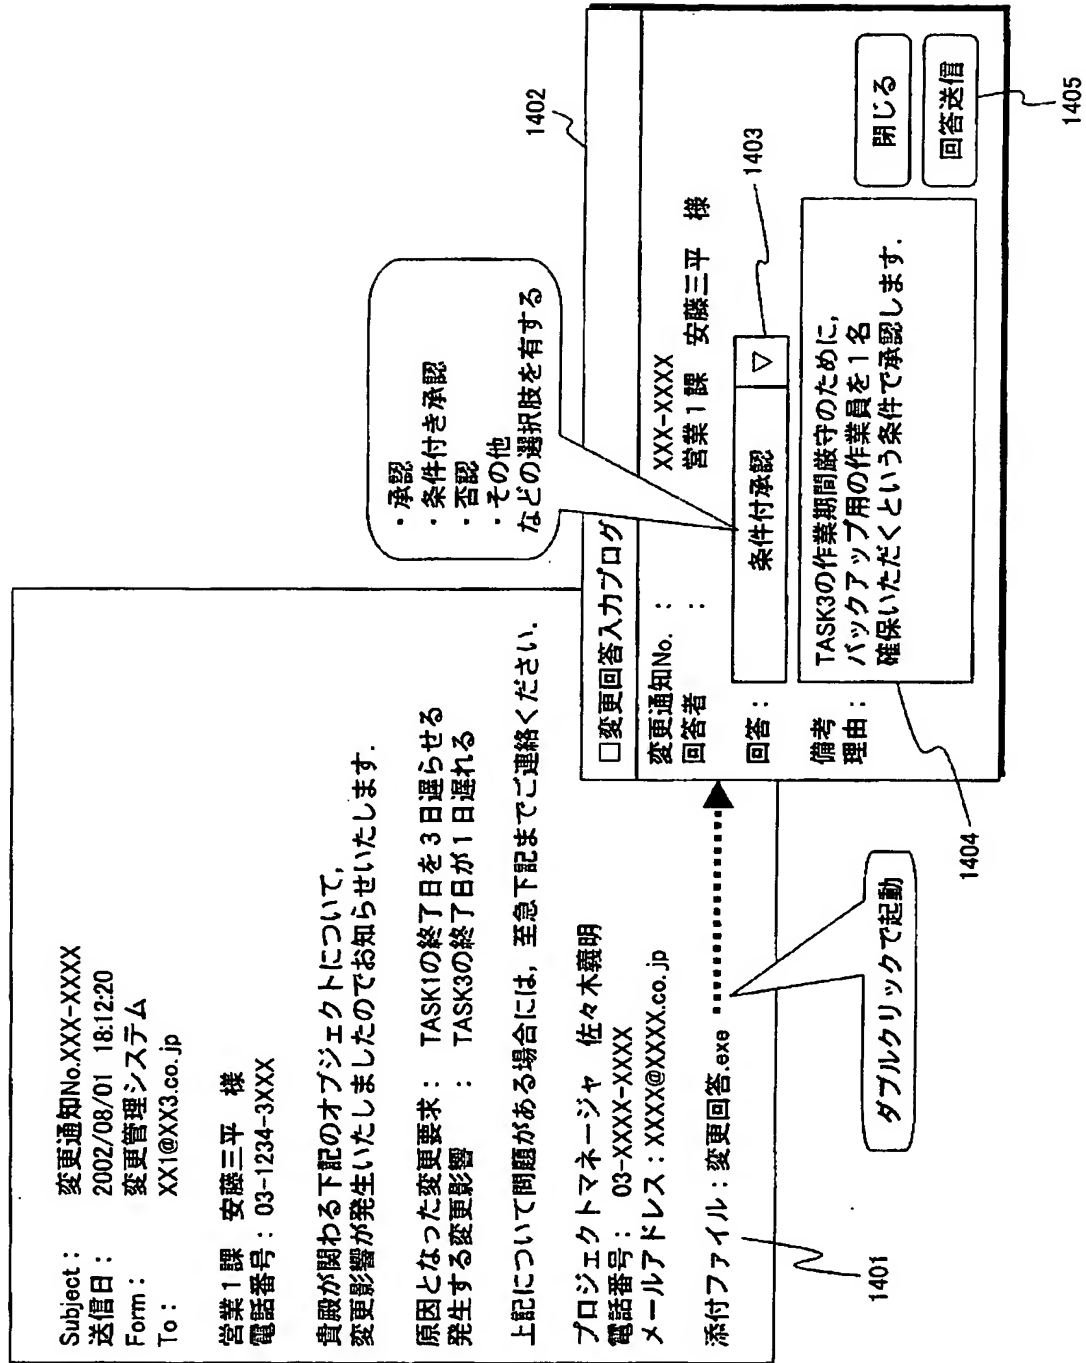 Subject： 変更通知No.XXX-XXXX
送信日： 2002/08/01 18:12:20
Form： 変更管理システム
To： XX1@XX3.co.jp
営業1課 安藤三平 様
電話番号：03-1234-3XXX
貴殿が関わる下記のオブジェクトについて,
変更影響が発生いたしましたのでお知らせいたします.
原因となった変更要求： TASK1の終了日を3日遅らせる
発生する変更影響 ： TASK3の終了日が1日遅れる
上記について問題がある場合には, 至急下記までご連絡ください.
プロジェクトマネージャ 佐々木義明
電話番号： 03-XXXX-XXXX
メールアドレス：XXXX@XXXX.co.jp
添付ファイル：変更回答.exe
1401
ダブルクリックで起動
・承認
・条件付き承認
・否認
・その他
などの選択肢を有する
1402
□変更回答入力プログ
変更通知No. ： XXX-XXXX
回答者 ： 営業1課 安藤三平 様
回答： 条件付承認 ▽
1403
備考
理由：
TASK3の作業期間厳守のために,
バックアップ用の作業員を1名
確保いただくという条件で承認します.
1404
閉じる
回答送信
1405